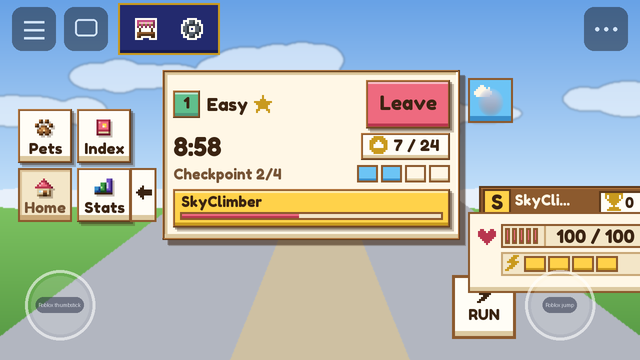 1 Easy
Leave
8:58
7 / 24
Checkpoint 2/4
SkyClimber
Pets
Index
Home
Stats
S SkyCli...
0
100 / 100
RUN
Roblox thumbstick
Roblox jump